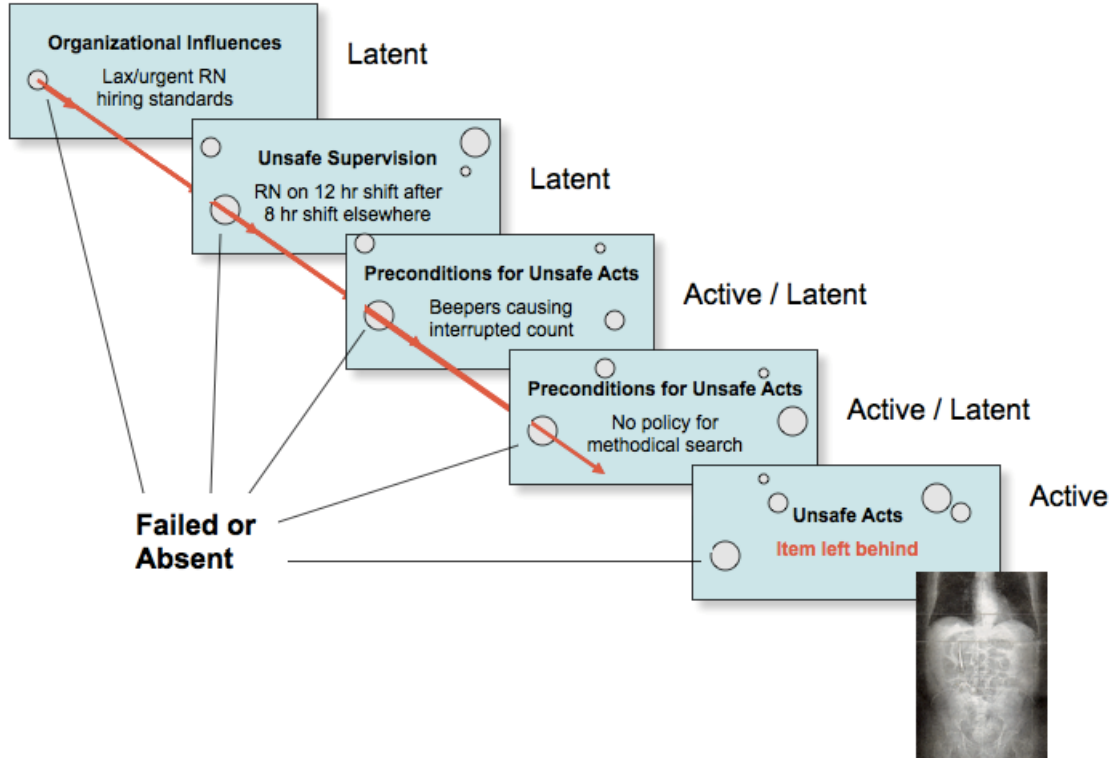 Organizational Influences
Lax/urgent RN
hiring standards
Latent
Unsafe Supervision
RN on 12 hr shift after
8 hr shift elsewhere
Latent
Preconditions for Unsafe Acts
Beepers causing
interrupted count
Active / Latent
Preconditions for Unsafe Acts
No policy for
methodical search
Active / Latent
Failed or
Absent
Unsafe Acts
Item left behind
Active